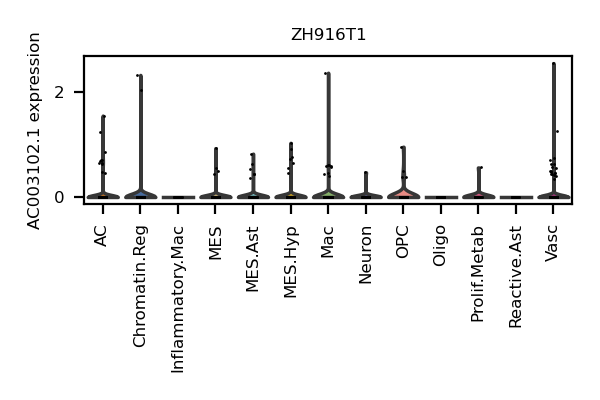 ZH916T1
AC003102.1 expression
2
0
AC
Chromatin.Reg
Inflammatory.Mac
MES
MES.Ast
MES.Hyp
Mac
Neuron
OPC
Oligo
Prolif.Metab
Reactive.Ast
Vasc